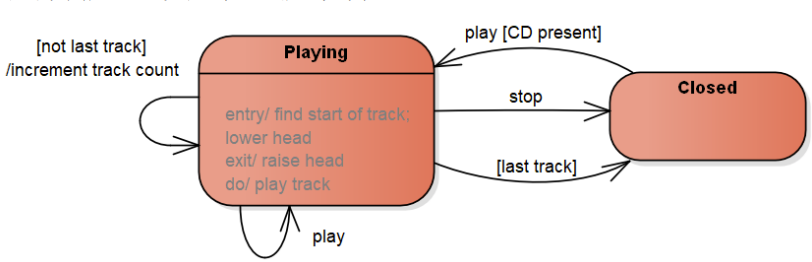 play [CD present]
[not last track]
/increment track count
Playing
Closed
stop
entry/ find start of track;
lower head
exit/ raise head
do/ play track
[last track]
play